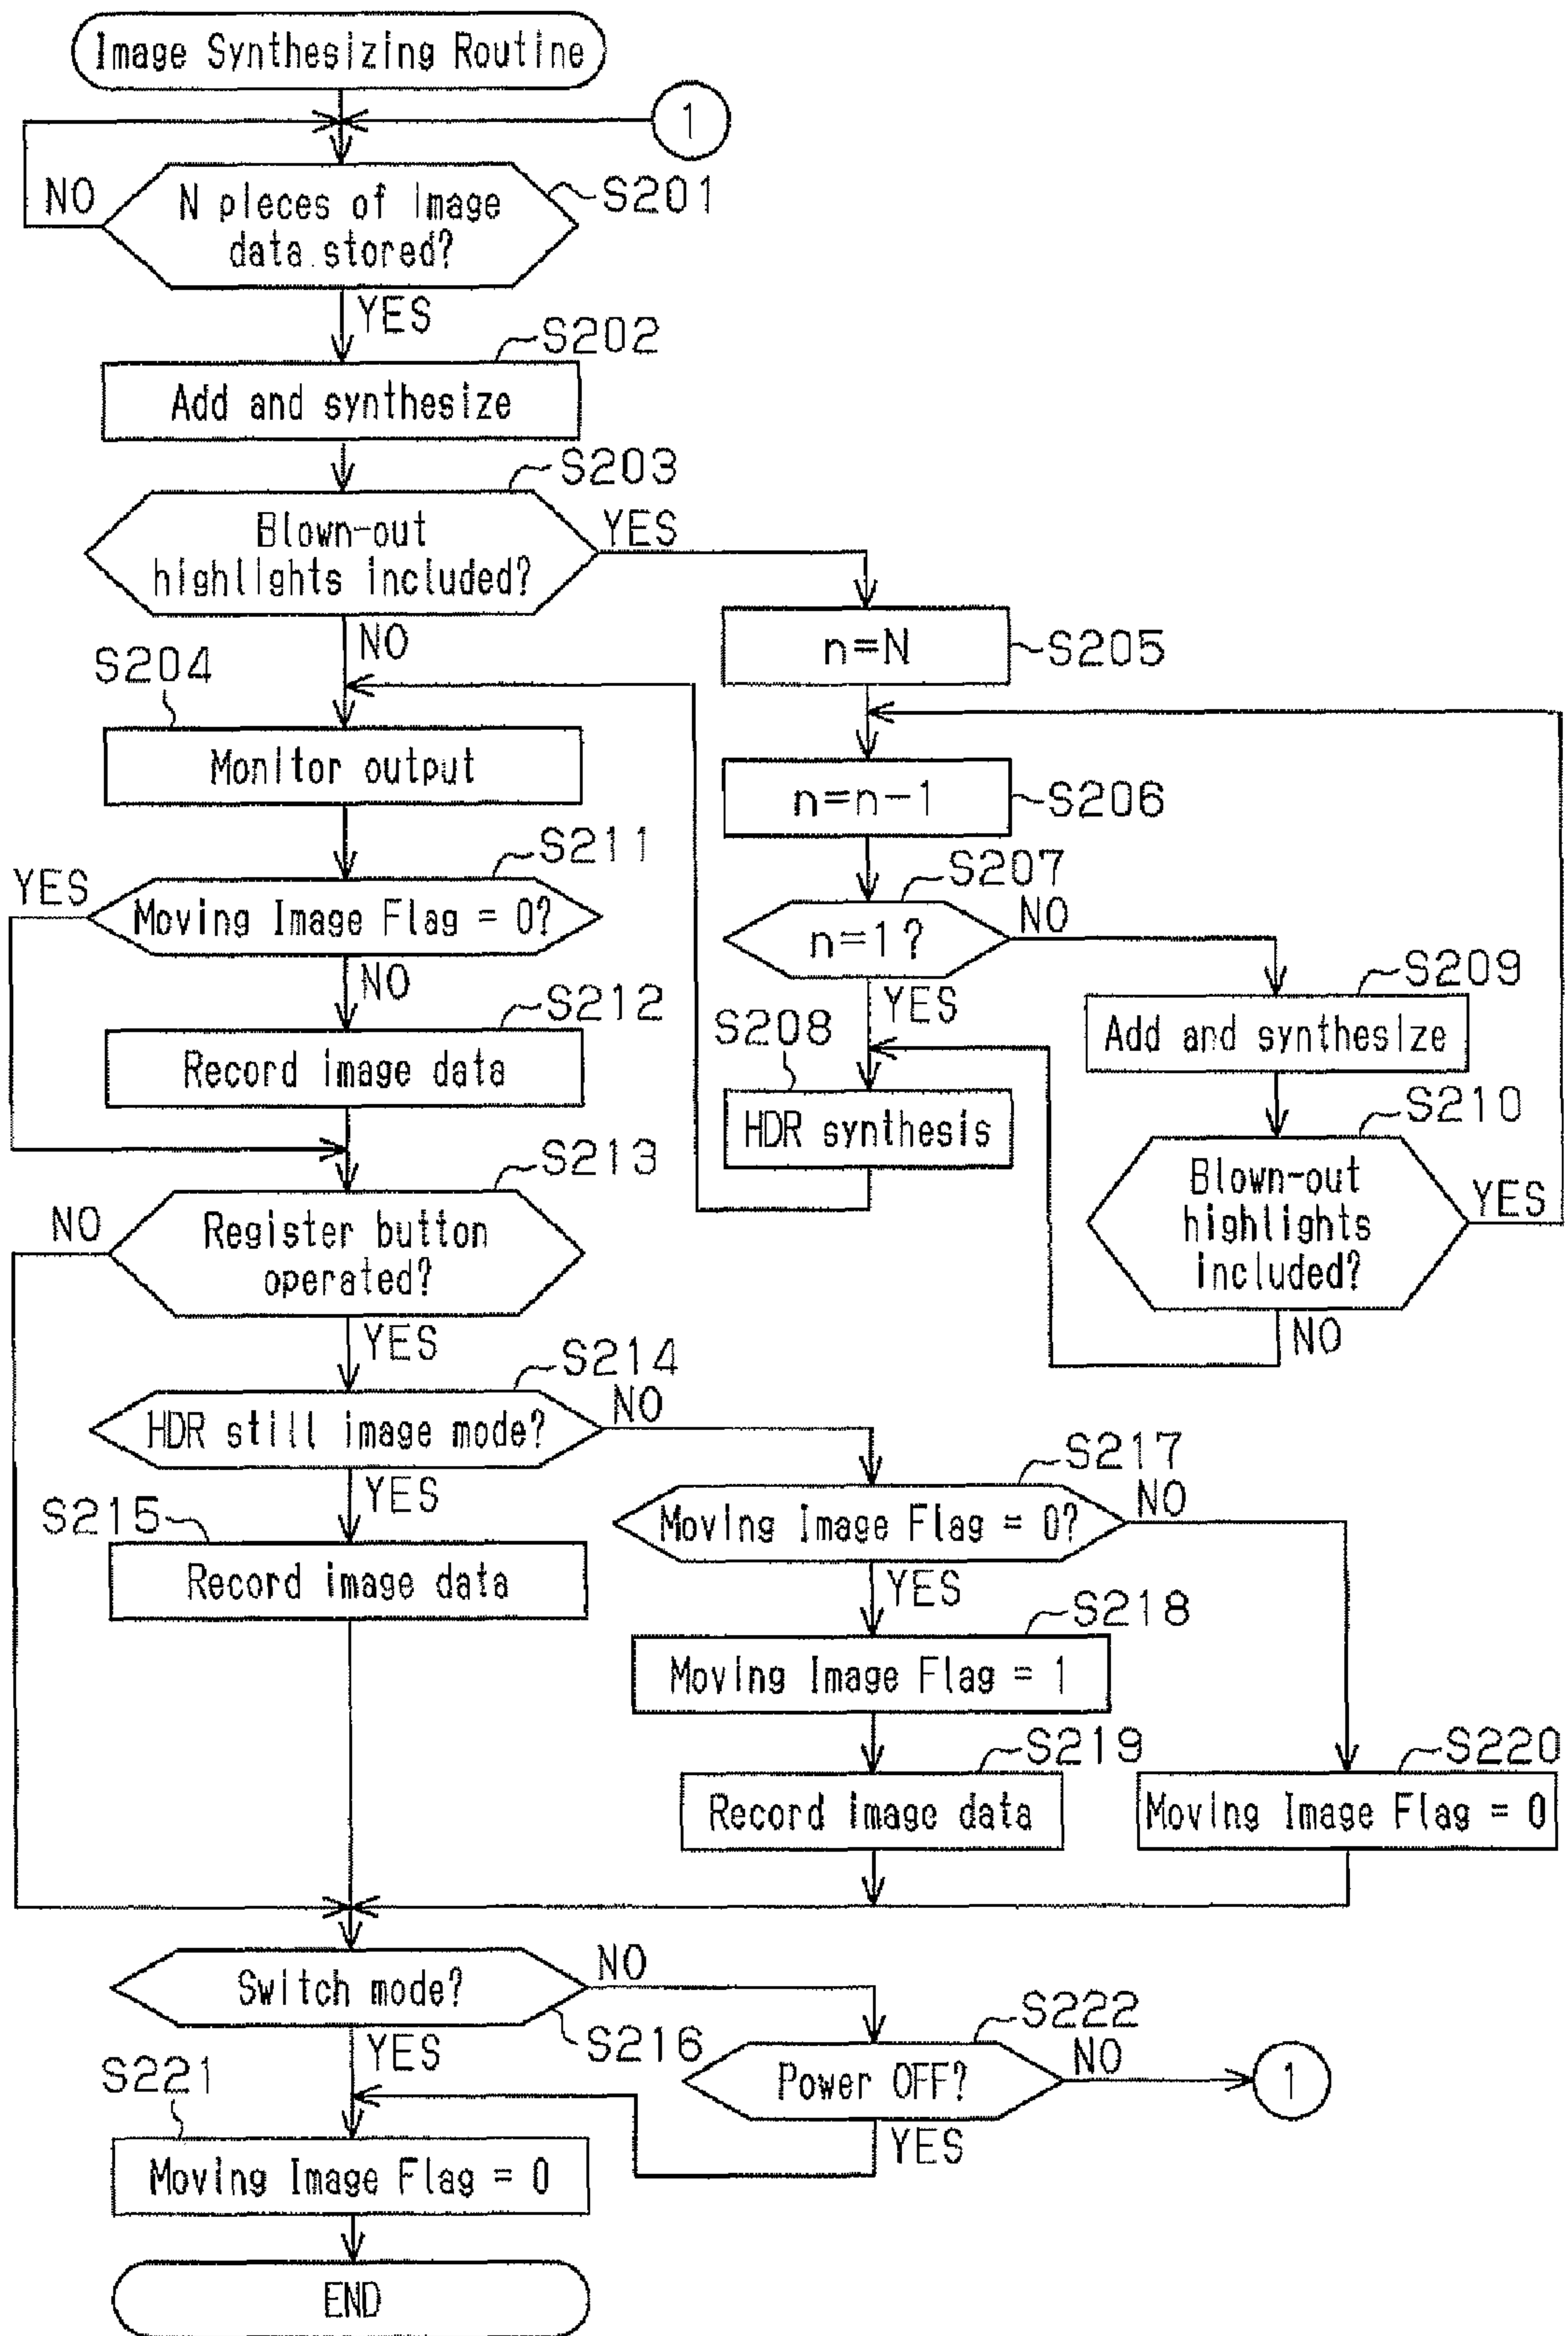 Image Synthesizing Routine
1
NO
N pieces of image
data stored?
S201
YES
S202
Add and synthesize
S203
Blown-out
highlights included?
YES
NO
n=N
S205
S204
Monitor output
n=n-1
S206
S211
YES
Moving Image Flag = 0?
NO
S207
n=1?
NO
YES
S212
Record image data
S208
HDR synthesis
S209
Add and synthesize
S210
Blown-out
highlights
included?
YES
NO
S213
NO
Register button
operated?
YES
S214
HDR still image mode?
NO
YES
S215
Record image data
S217
Moving Image Flag = 0?
NO
YES
S218
Moving Image Flag = 1
S219
Record image data
S220
Moving Image Flag = 0
Switch mode?
NO
S216
YES
S222
Power OFF?
NO
1
YES
S221
Moving Image Flag = 0
END